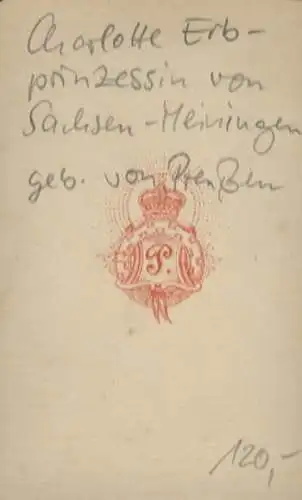 Charlotte Erb-
prinzessin von
Sachsen-Meiningen
geb. von Preußen
P.
120,-